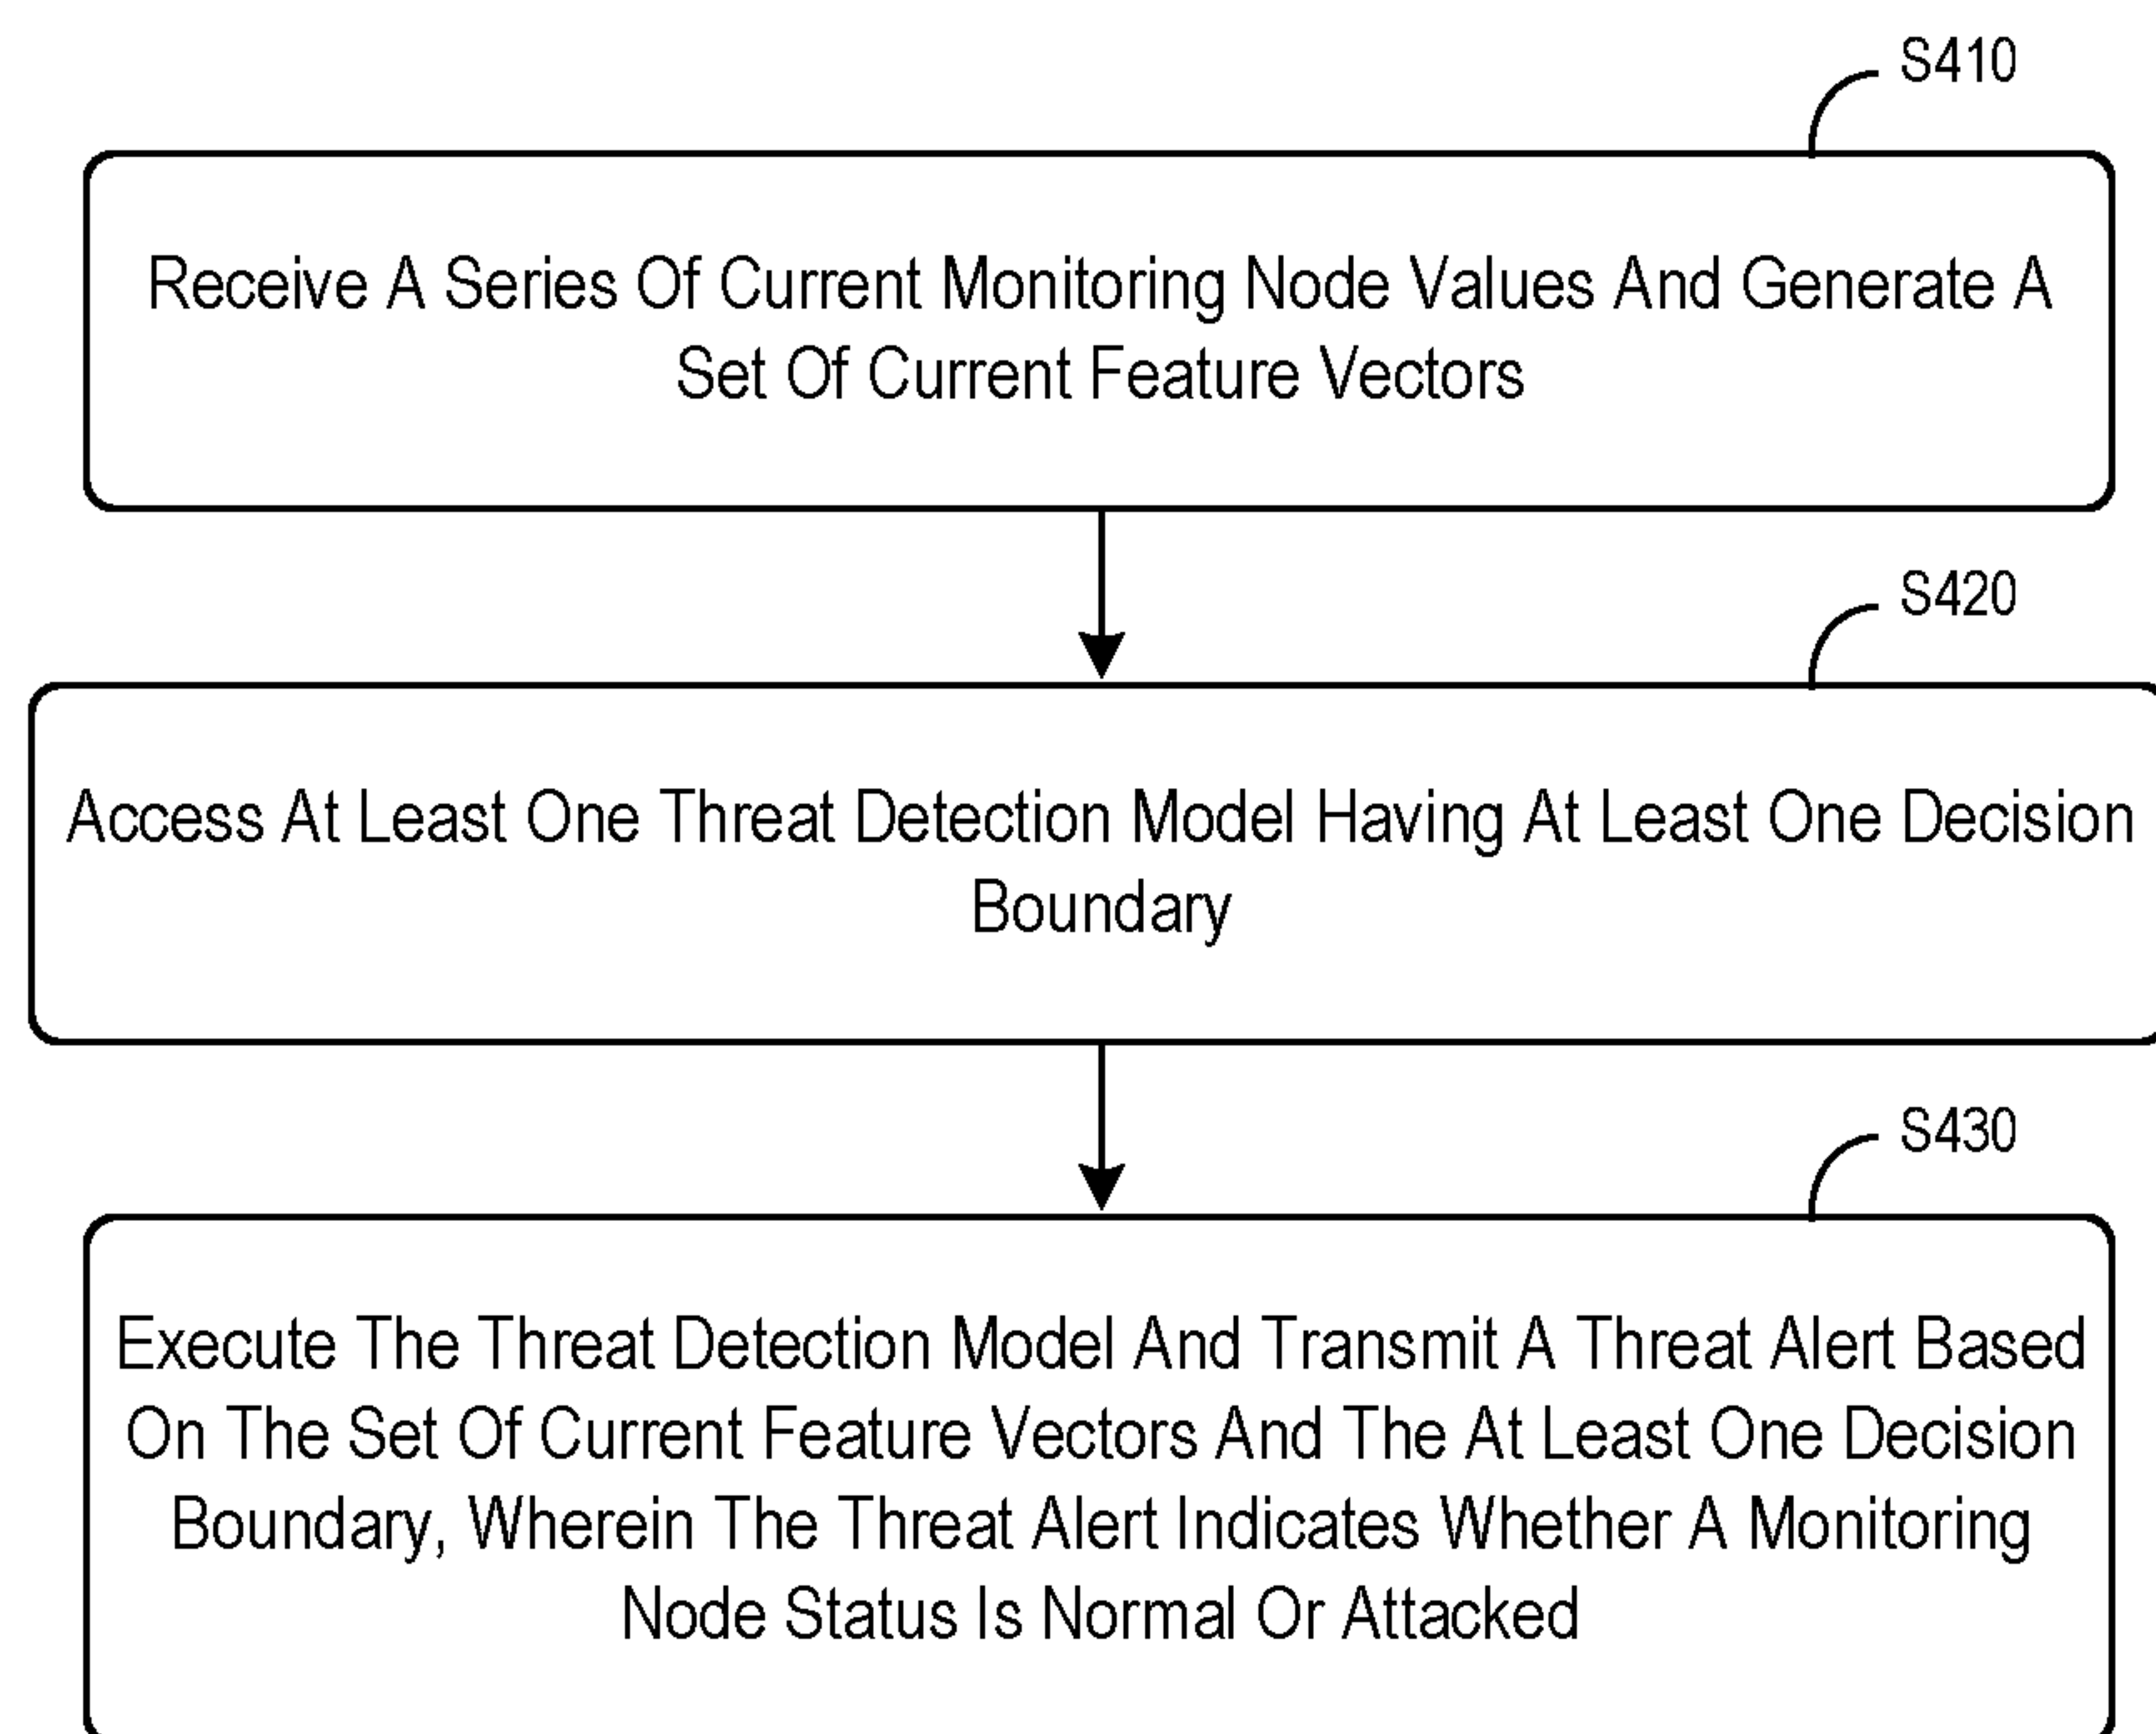 S410
Receive A Series Of Current Monitoring Node Values And Generate A
Set Of Current Feature Vectors
S420
Access At Least One Threat Detection Model Having At Least One Decision
Boundary
S430
Execute The Threat Detection Model And Transmit A Threat Alert Based
On The Set Of Current Feature Vectors And The At Least One Decision
Boundary, Wherein The Threat Alert Indicates Whether A Monitoring
Node Status Is Normal Or Attacked